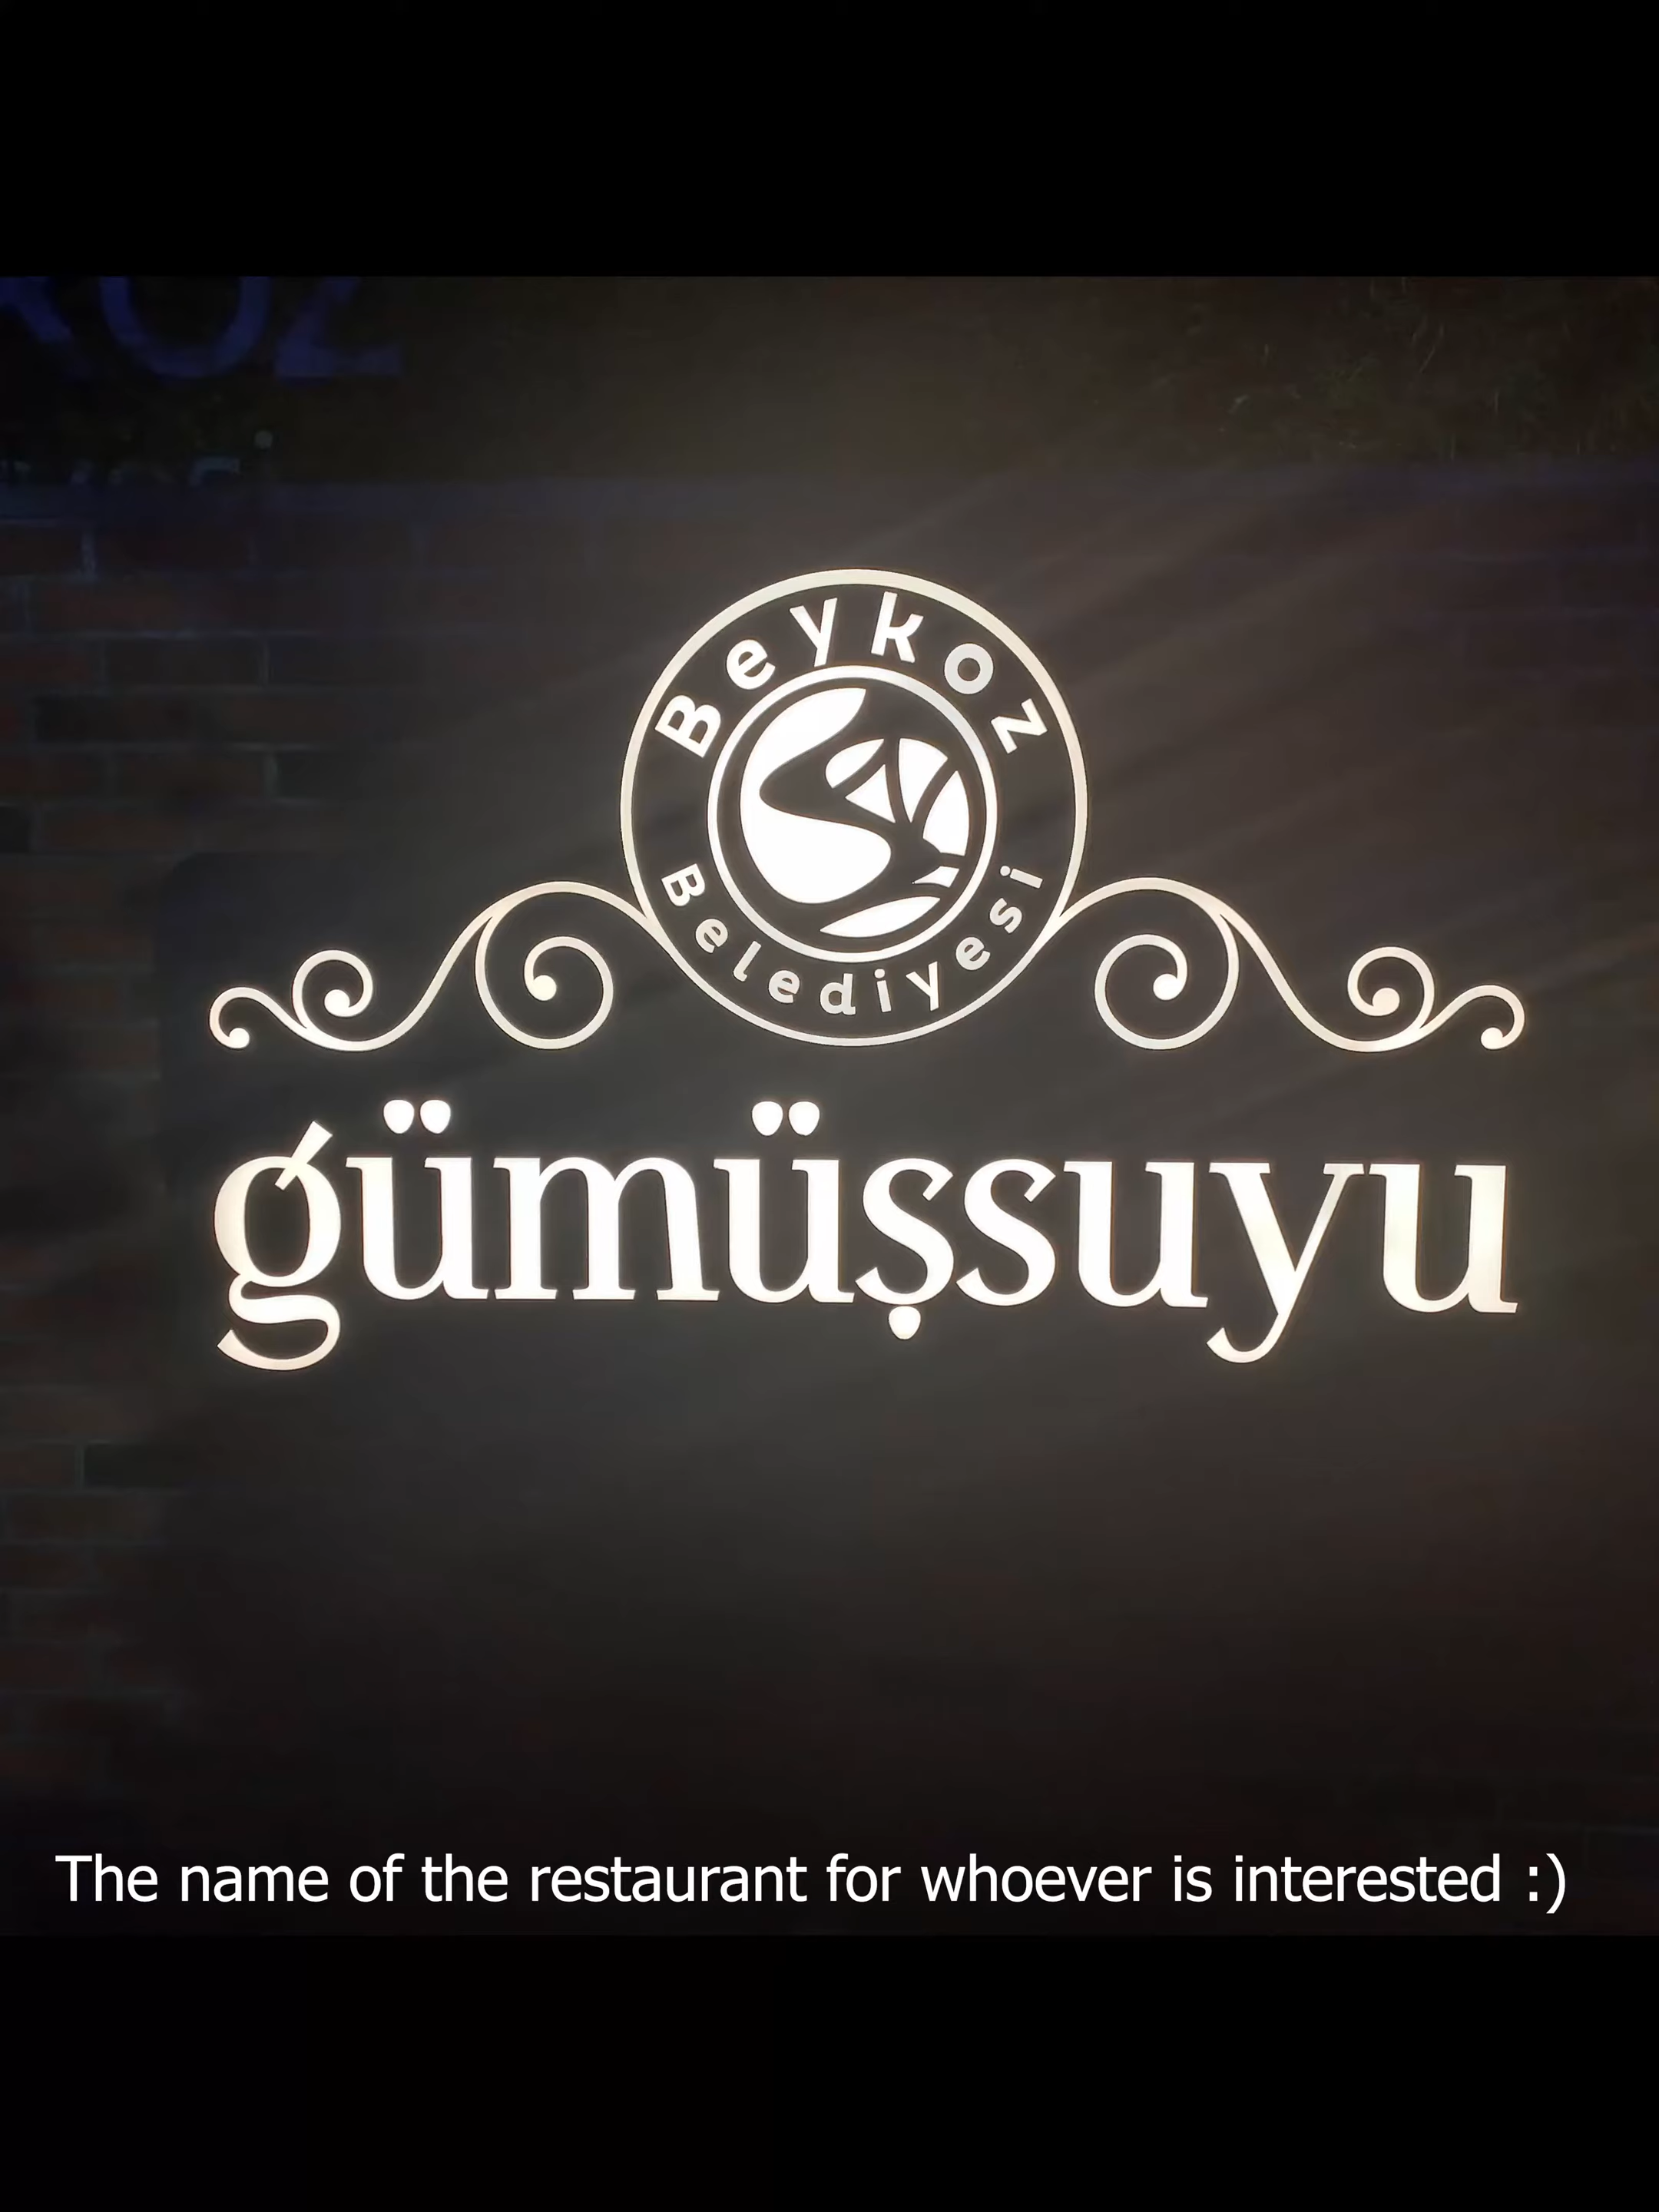 Beykoz
Belediyesi
gümüşsuyu
The name of the restaurant for whoever is interested :)